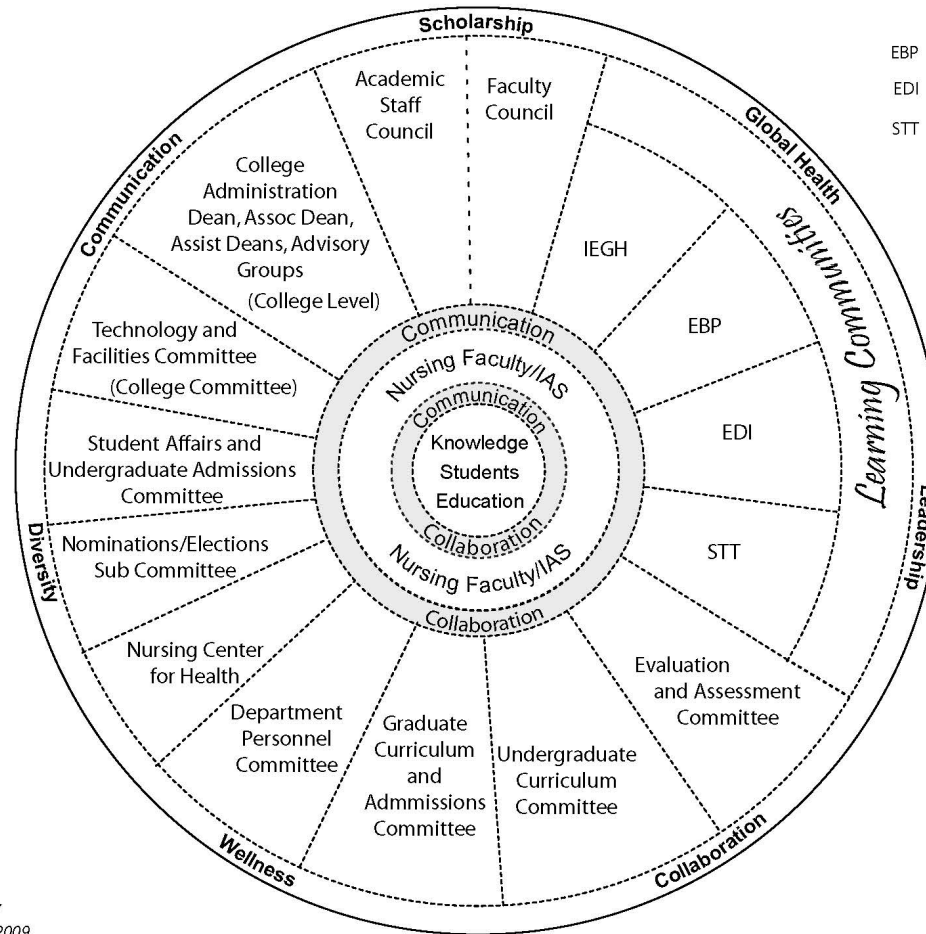 Scholarship
Global Health
Leadership
Collaboration
Wellness
Diversity
Communication
EBP
EDI
STT
Academic
Staff
Council
Faculty
Council
College
Administration
Dean, Assoc Dean,
Assist Deans, Advisory
Groups
(College Level)
Technology and
Facilities Committee
(College Committee)
Student Affairs and
Undergraduate Admissions
Committee
Nominations/Elections
Sub Committee
Nursing Center
for Health
Department
Personnel
Committee
Graduate
Curriculum
and
Admmissions
Committee
Undergraduate
Curriculum
Committee
Evaluation
and Assessment
Committee
STT
EDI
EBP
IEGH
Learning Communities
Communication
Nursing Faculty/IAS
Communication
Knowledge
Students
Education
Collaboration
Nursing Faculty/IAS
Collaboration
2009